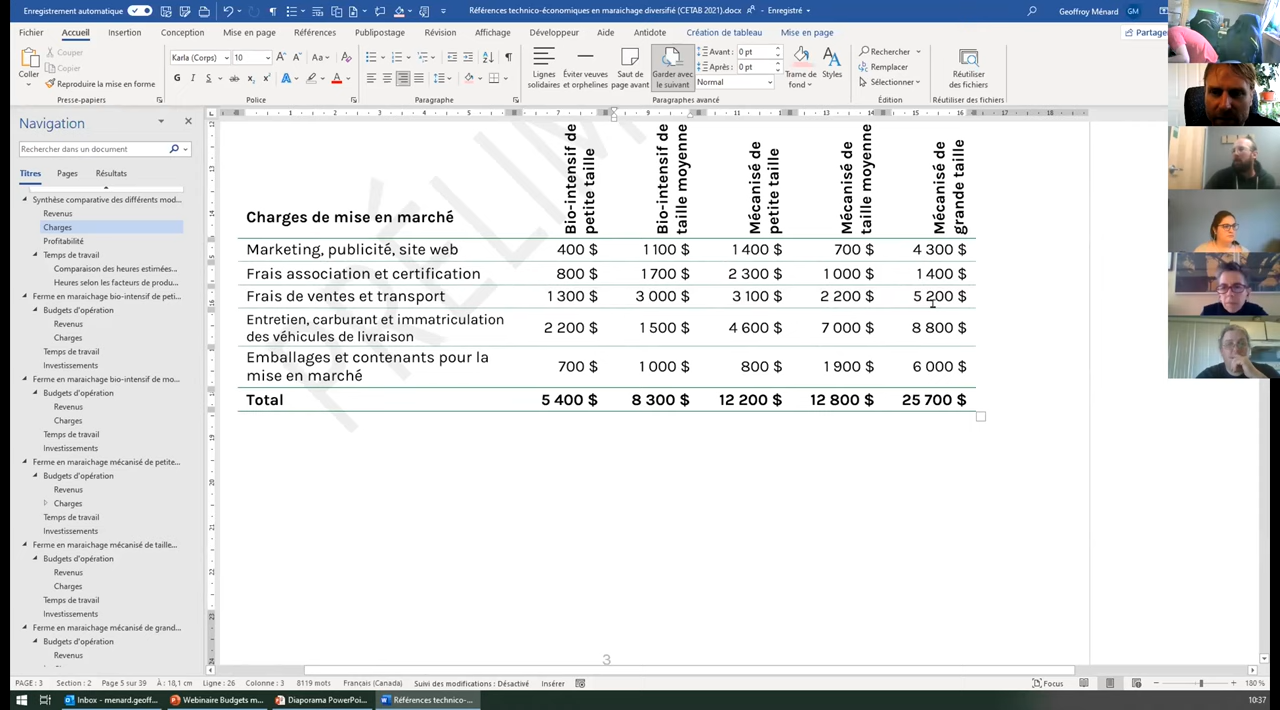 Enregistrement automatique
Références technico-économiques en maraichage diversifié (CETAB 2021).docx • Enregistré
Geoffroy Ménard GM
Fichier Accueil Insertion Conception Mise en page Références Publipostage Révision Affichage Développeur Aide Antidote Création de tableau Mise en page Partage
Coller
Couper
Copier
Reproduire la mise en forme
Presse-papiers
Karla (Corps) 10
Police
Paragraphe
Lignes solidaires
Éviter veuves et orphelines
Saut de page avant
Garder avec le suivant
Avant : 0 pt
Après : 0 pt
Normal
Paragraphes avancé
Trame de fond
Styles
Rechercher
Remplacer
Sélectionner
Édition
Réutiliser des fichiers
Réutiliser des fichiers
Navigation
Rechercher dans un document
Titres Pages Résultats
Synthèse comparative des différents mod...
Revenus
Charges
Profitabilité
Temps de travail
Comparaison des heures estimées...
Heures selon les facteurs de produ...
Ferme en maraichage bio-intensif de peti...
Budgets d'opération
Revenus
Charges
Temps de travail
Investissements
Ferme en maraichage bio-intensif de mo...
Budgets d'opération
Revenus
Charges
Temps de travail
Investissements
Ferme en maraichage mécanisé de petite...
Budgets d'opération
Revenus
Charges
Temps de travail
Investissements
Ferme en maraichage mécanisé de taille...
Budgets d'opération
Revenus
Charges
Temps de travail
Investissements
Ferme en maraichage mécanisé de grand...
Budgets d'opération
Revenus
PRÉLIM
Charges de mise en marché
Bio-intensif de petite taille
Bio-intensif de taille moyenne
Mécanisé de petite taille
Mécanisé de taille moyenne
Mécanisé de grande taille
Marketing, publicité, site web 400 $ 1 100 $ 1 400 $ 700 $ 4 300 $
Frais association et certification 800 $ 1 700 $ 2 300 $ 1 000 $ 1 400 $
Frais de ventes et transport 1 300 $ 3 000 $ 3 100 $ 2 200 $ 5 200 $
Entretien, carburant et immatriculation
des véhicules de livraison 2 200 $ 1 500 $ 4 600 $ 7 000 $ 8 800 $
Emballages et contenants pour la
mise en marché 700 $ 1 000 $ 800 $ 1 900 $ 6 000 $
Total 5 400 $ 8 300 $ 12 200 $ 12 800 $ 25 700 $
3
PAGE : 3 Section : 2 Page 5 sur 39 À : 18,1 cm Ligne : 26 Colonne : 3 8119 mots Français (Canada) Suivi des modifications : Désactivé Insérer Focus 180 %
Inbox - menard.geoff... Webinaire Budgets m... Diaporama PowerPoi... Références technico-... 10:37